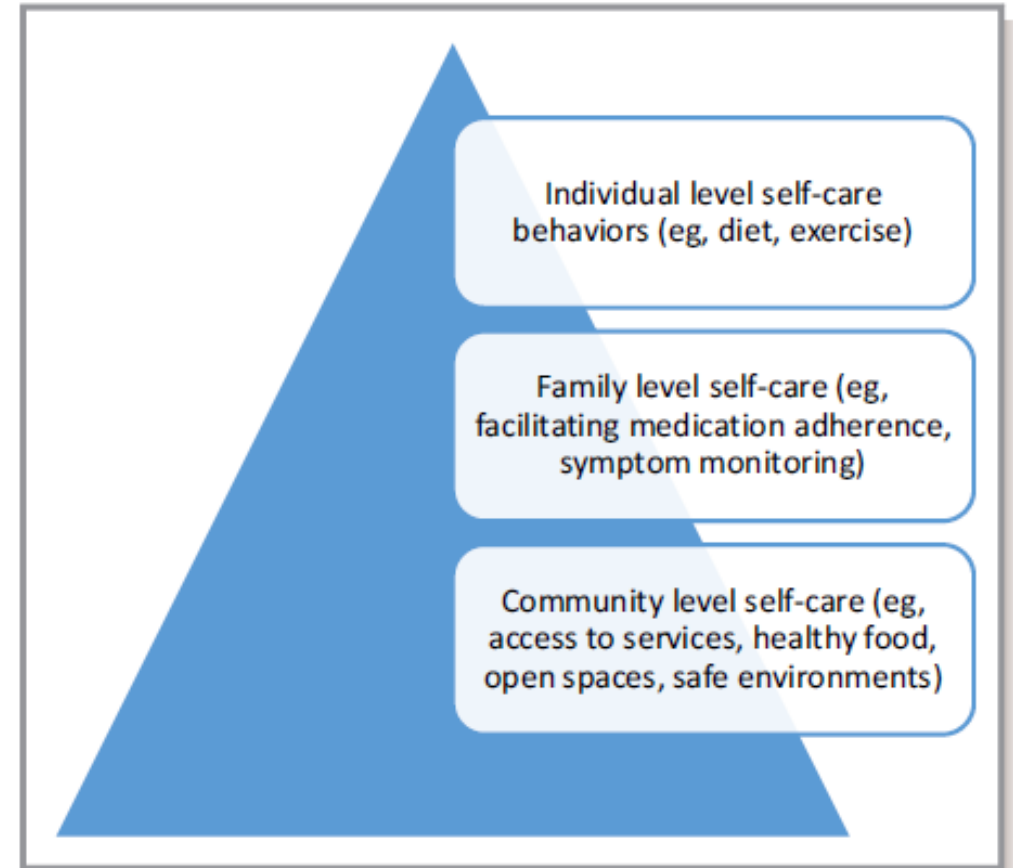 Individual level self-care
behaviors (eg, diet, exercise)
Family level self-care (eg,
facilitating medication adherence,
symptom monitoring)
Community level self-care (eg,
access to services, healthy food,
open spaces, safe environments)